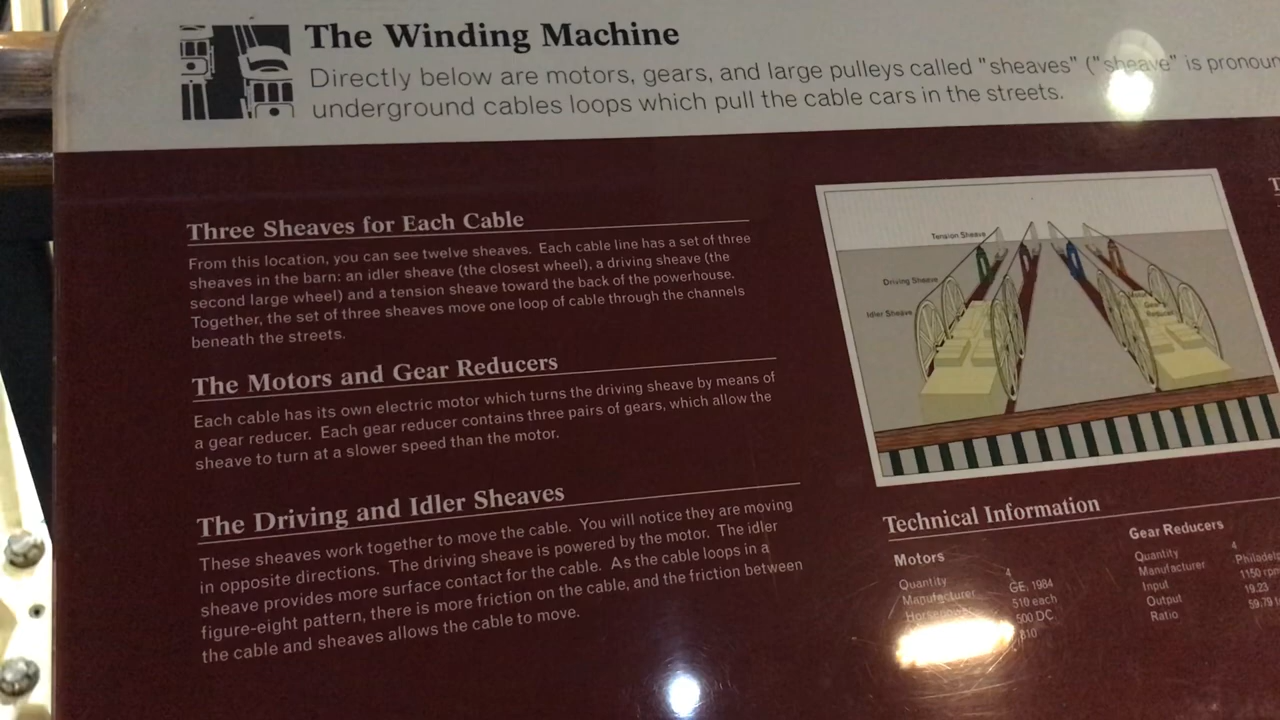 The Winding Machine
Directly below are motors, gears, and large pulleys called "sheaves" ("sheave" is
underground cables loops which pull the cable cars in the streets.
Three Sheaves for Each Cable
From this location, you can see twelve sheaves. Each cable line has a set of three
sheaves in the barn: an idler sheave (the closest wheel), a driving sheave (the
second large wheel) and a tension sheave toward the back of the powerhouse.
Together, the set of three sheaves move one loop of cable through the channels
beneath the streets.
The Motors and Gear Reducers
Each cable has its own electric motor which turns the driving sheave by means of
a gear reducer. Each gear reducer contains three pairs of gears, which allow the
sheave to turn at a slower speed than the motor.
The Driving and Idler Sheaves
These sheaves work together to move the cable. You will notice they are moving
in opposite directions. The driving sheave is powered by the motor. The idler
sheave provides more surface contact for the cable. As the cable loops in a
figure-eight pattern, there is more friction on the cable, and the friction between
the cable and sheaves allows the cable to move.
Tension Sheave
Driving Sheave
Idler Sheave
Technical Information
Motors
Quantity 4
Manufacturer GE, 1984
510 each
500 DC
Gear Reducers
Quantity 4
Manufacturer
Input 1150
Output 19.23
Ratio 59.79